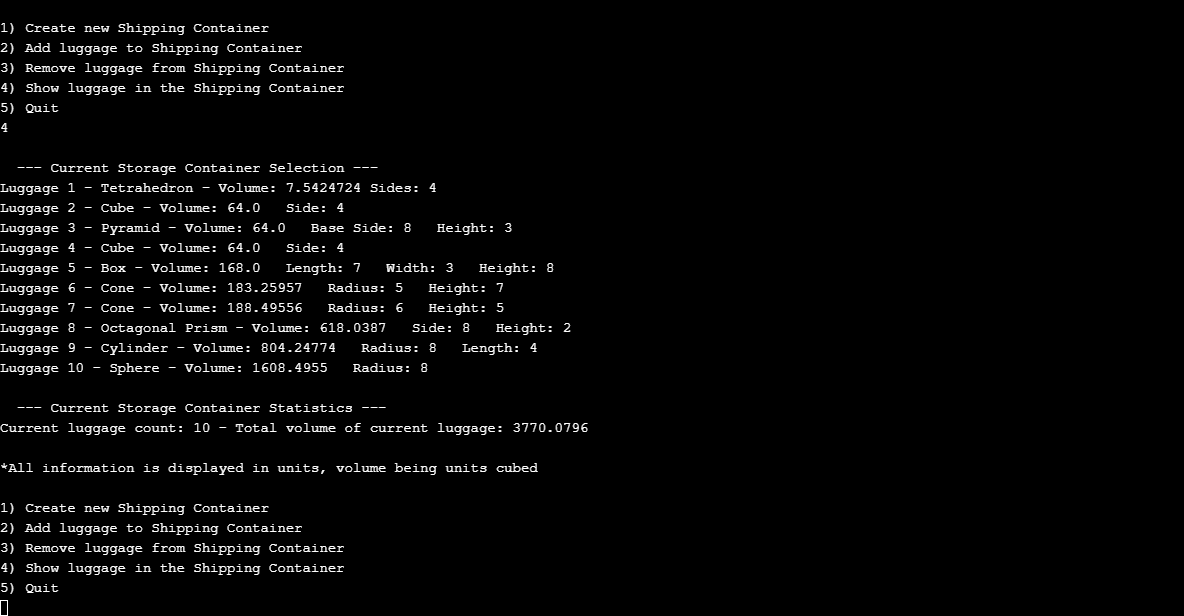 1) Create new Shipping Container
2) Add luggage to Shipping Container
3) Remove luggage from Shipping Container
4) Show luggage in the Shipping Container
5) Quit
4
--- Current Storage Container Selection ---
Luggage 1 - Tetrahedron - Volume: 7.5424724 Sides: 4
Luggage 2 - Cube - Volume: 64.0   Side: 4
Luggage 3 - Pyramid - Volume: 64.0   Base Side: 8   Height: 3
Luggage 4 - Cube - Volume: 64.0   Side: 4
Luggage 5 - Box - Volume: 168.0   Length: 7   Width: 3   Height: 8
Luggage 6 - Cone - Volume: 183.25957   Radius: 5   Height: 7
Luggage 7 - Cone - Volume: 188.49556   Radius: 6   Height: 5
Luggage 8 - Octagonal Prism - Volume: 618.0387   Side: 8   Height: 2
Luggage 9 - Cylinder - Volume: 804.24774   Radius: 8   Length: 4
Luggage 10 - Sphere - Volume: 1608.4955   Radius: 8
--- Current Storage Container Statistics ---
Current luggage count: 10 - Total volume of current luggage: 3770.0796
*All information is displayed in units, volume being units cubed
1) Create new Shipping Container
2) Add luggage to Shipping Container
3) Remove luggage from Shipping Container
4) Show luggage in the Shipping Container
5) Quit